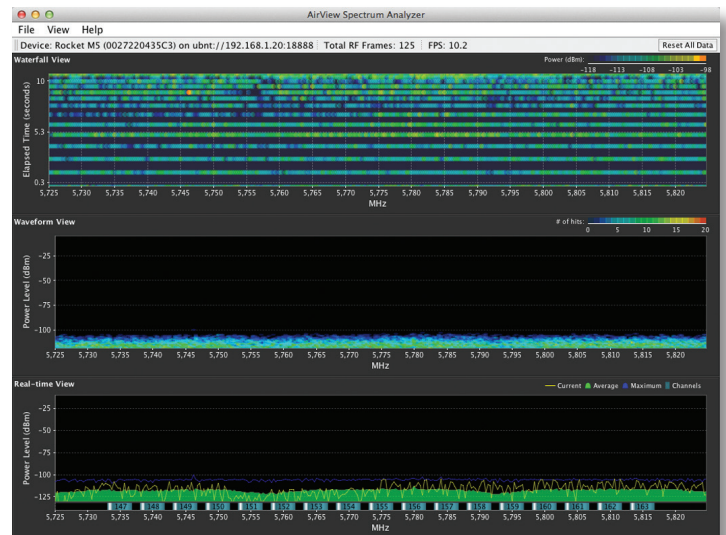 AirView Spectrum Analyzer
File View Help
Device: Rocket M5 (0027220435C3) on ubnt://192.168.1.20:18888 Total RF Frames: 125 FPS: 10.2 Reset All Data
Waterfall View Power (dBm):
-118 -113 -108 -103 -98
Elapsed Time (seconds)
10
5.3
0.3
5,725 5,730 5,735 5,740 5,745 5,750 5,755 5,760 5,765 5,770 5,775 5,780 5,785 5,790 5,795 5,800 5,805 5,810 5,815 5,820
MHz
Waveform View # of hits:
0 5 10 15 20
Power Level (dBm)
-25
-50
-75
-100
5,725 5,730 5,735 5,740 5,745 5,750 5,755 5,760 5,765 5,770 5,775 5,780 5,785 5,790 5,795 5,800 5,805 5,810 5,815 5,820
MHz
Real-time View Current Average Maximum Channels
Power Level (dBm)
-25
-50
-75
-100
-125
147 148 149 150 151 152 153 154 155 156 157 158 159 160 161 162 163
5,725 5,730 5,735 5,740 5,745 5,750 5,755 5,760 5,765 5,770 5,775 5,780 5,785 5,790 5,795 5,800 5,805 5,810 5,815 5,820
MHz